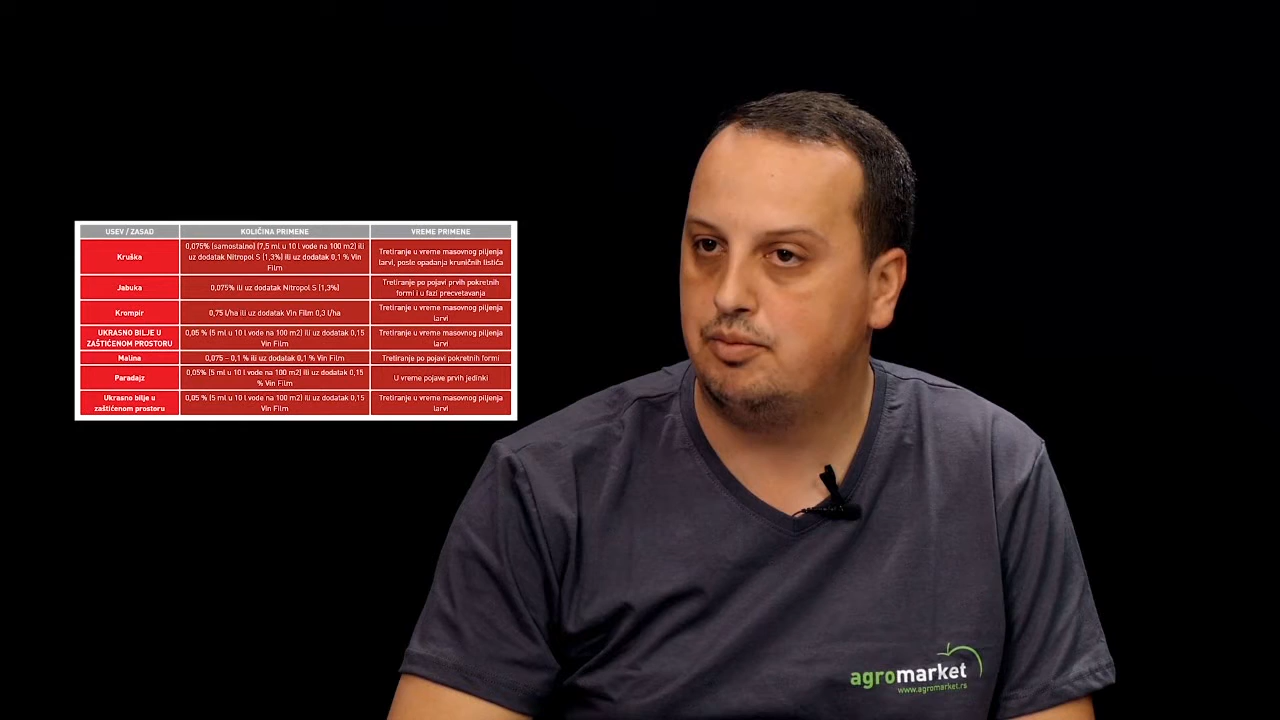 USEV / ZASAD KOLIČINA PRIMENE VREME PRIMENE
Kruška
0,075% (samostalno) (7,5 ml u 10 l vode na 100 m2) ili
uz dodatak Nitropol S (1,3%) ili uz dodatak 0,1 % Vin
Film
Tretiranje u vreme masovnog piljenja
larvi, posle opadanja kruničnih listića
Jabuka
0,075% ili uz dodatak Nitropol S (1,3%)
Tretiranje po pojavi prvih pokretnih
formi i u fazi precvetavanja
Krompir
0,75 l/ha ili uz dodatak Vin Film 0,3 l/ha
Tretiranje u vreme masovnog piljenja
larvi
UKRASNO BILJE U
ZAŠTIĆENOM PROSTORU
0,05 % (5 ml u 10 l vode na 100 m2) ili uz dodatak 0,15
Vin Film
Tretiranje u vreme masovnog piljenja
larvi
Malina
0,075 – 0,1 % ili uz dodatak 0,1 % Vin Film
Tretiranje po pojavi pokretnih formi
Paradajz
0,05% (5 ml u 10 l vode na 100 m2) ili uz dodatak 0,15
% Vin Film
U vreme pojave prvih jedinki
Ukrasno bilje u
zaštićenom prostoru
0,05 % (5 ml u 10 l vode na 100 m2) ili uz dodatak 0,15
Vin Film
Tretiranje u vreme masovnog piljenja
larvi
agromarket
www.agromarket.rs